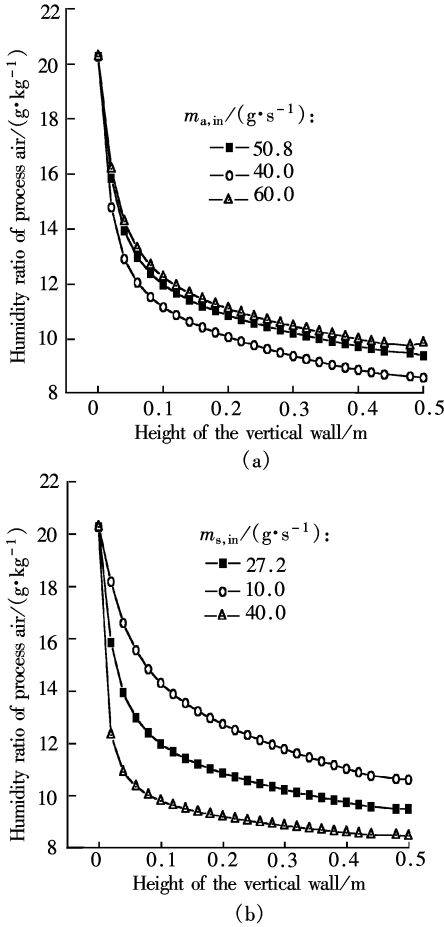 22
20
18
16
14
12
10
8
Humidity ratio of process air/(g•kg⁻¹)
mₐ,ᵢₙ/(g•s⁻¹):
50.8
40.0
60.0
0 0.1 0.2 0.3 0.4 0.5
Height of the vertical wall/m
(a)
22
20
18
16
14
12
10
8
Humidity ratio of process air/(g•kg⁻¹)
mₛ,ᵢₙ/(g•s⁻¹):
27.2
10.0
40.0
0 0.1 0.2 0.3 0.4 0.5
Height of the vertical wall/m
(b)